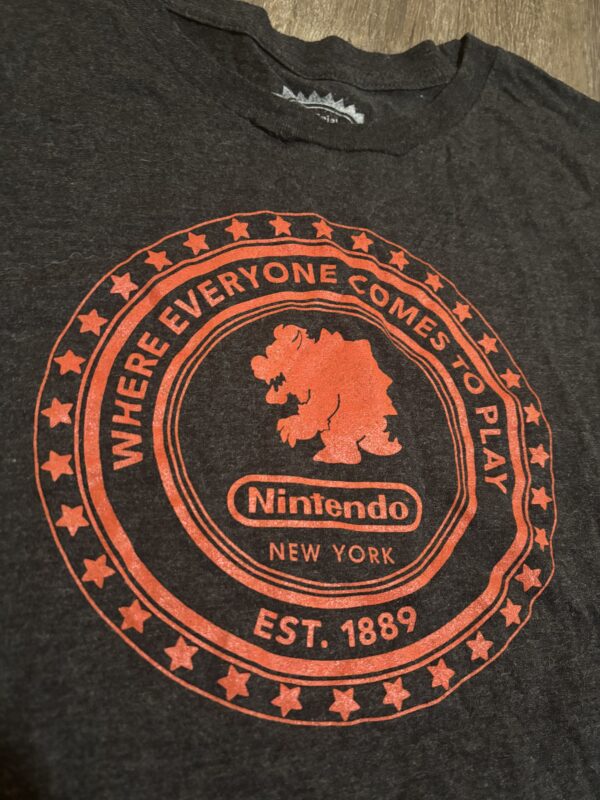 WHERE EVERYONE COMES TO PLAY
Nintendo
NEW YORK
EST. 1889